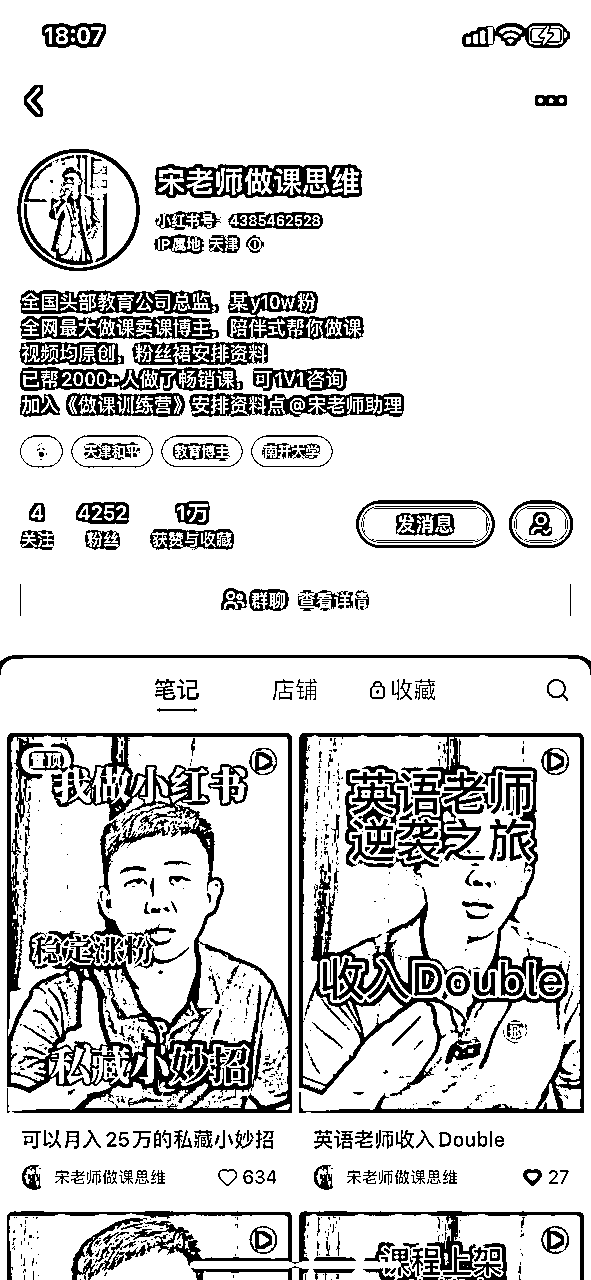 18:07
宋老师做课思维
小红书号：4385462528
IP属地：天津
全国头部教育公司总监，某y10w粉
全网最大做课卖课博主，陪伴式帮你做课
视频均原创，粉丝裙安排资料
已帮2000+人做了畅销课，可1V1咨询
加入《做课训练营》安排资料点@宋老师助理
天津和平 教育博主 南开大学
4 4252 1万
关注 粉丝 获赞与收藏
发消息
群聊 查看详情
笔记 店铺 收藏
置顶
我做小红书
稳定涨粉
私藏小妙招
可以月入25万的私藏小妙招
宋老师做课思维 634
英语老师
逆袭之旅
收入Double
英语老师收入Double
宋老师做课思维 27
课程上架